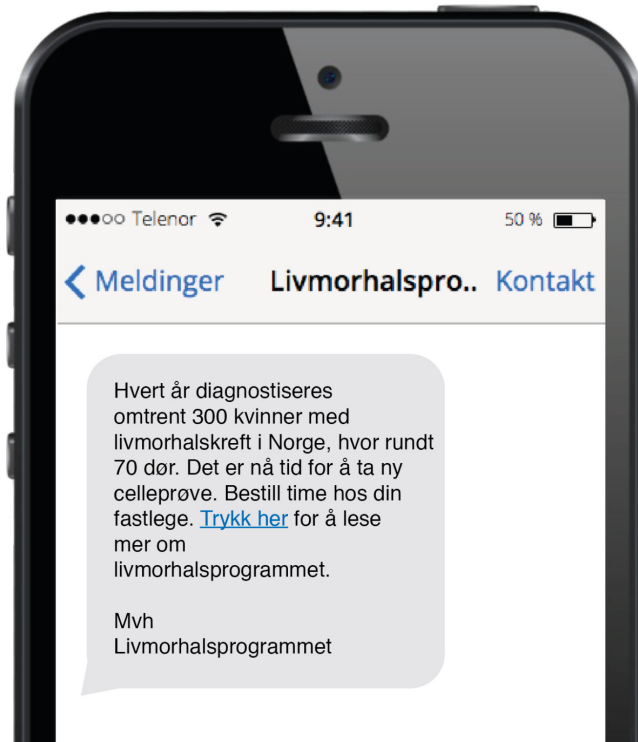 Telenor 9:41 50 %
Meldinger Livmorhalspro.. Kontakt
Hvert år diagnostiseres
omtrent 300 kvinner med
livmorhalskreft i Norge, hvor rundt
70 dør. Det er nå tid for å ta ny
celleprøve. Bestill time hos din
fastlege. Trykk her for å lese
mer om
livmorhalsprogrammet.
Mvh
Livmorhalsprogrammet